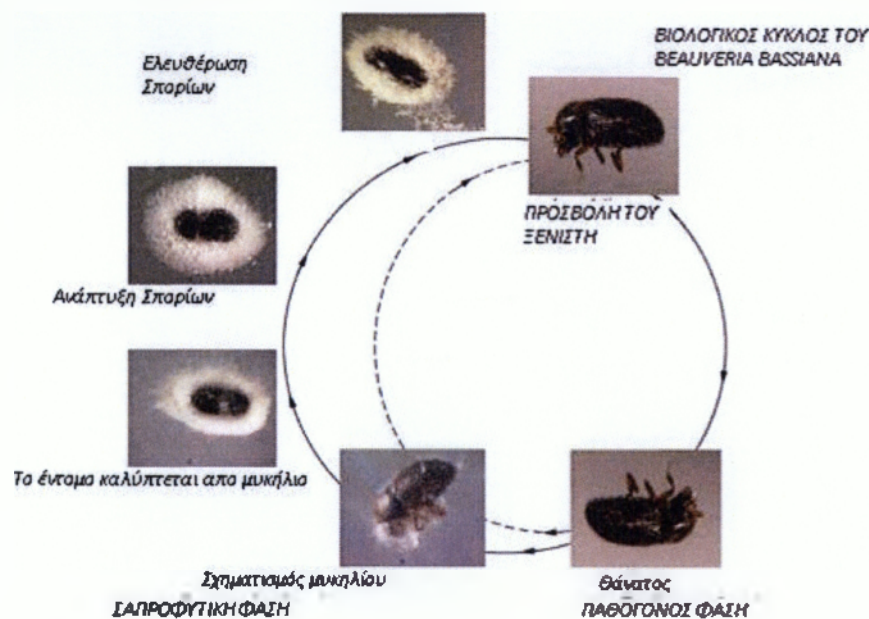 Ελευθέρωση
Σπορίων
ΒΙΟΛΟΓΙΚΟΣ ΚΥΚΛΟΣ ΤΟΥ
BEAUVERIA BASSIANA
ΠΡΟΣΒΟΛΗ ΤΟΥ
ΞΕΝΙΣΤΗ
Ανάπτυξη Σπορίων
Το έντομο καλύπτεται απο μυκήλιο
Σχηματισμός μυκηλίου
ΣΑΠΡΟΦΥΤΙΚΗ ΦΑΣΗ
Θάνατος
ΠΑΘΟΓΟΝΟΣ ΦΑΣΗ